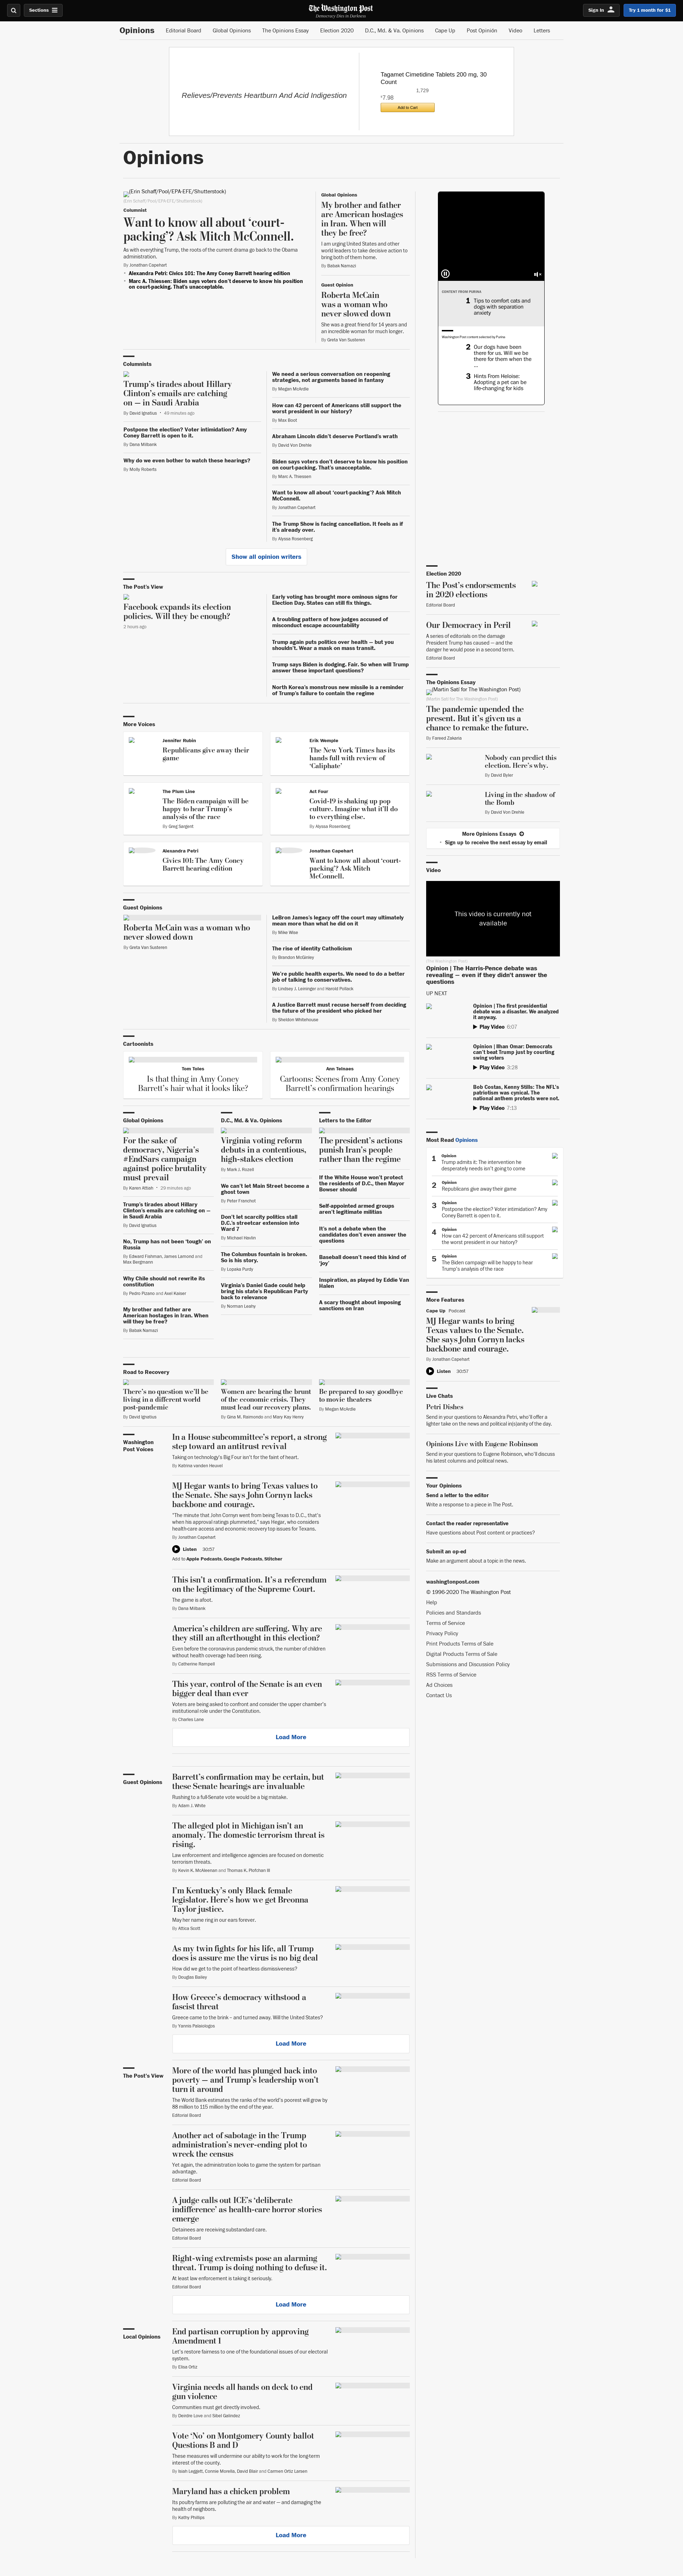 Sections
The Washington Post
Democracy Dies in Darkness
Sign In
Try 1 month for $1
Opinions
Editorial Board
Global Opinions
The Opinions Essay
Election 2020
D.C., Md. & Va. Opinions
Cape Up
Post Opinión
Video
Letters
Relieves/Prevents Heartburn And Acid Indigestion
Tagamet Cimetidine Tablets 200 mg, 30
Count
1,729
$7.98
Add to Cart
Opinions
(Erin Schaff/Pool/EPA-EFE/Shutterstock)
(Erin Schaff/Pool/EPA-EFE/Shutterstock)
Columnist
Want to know all about ‘court-
packing’? Ask Mitch McConnell.
As with everything Trump, the roots of the current drama go back to the Obama
administration.
By Jonathan Capehart
Alexandra Petri: Civics 101: The Amy Coney Barrett hearing edition
Marc A. Thiessen: Biden says voters don’t deserve to know his position
on court-packing. That’s unacceptable.
Global Opinions
My brother and father
are American hostages
in Iran. When will
they be free?
I am urging United States and other
world leaders to take decisive action to
bring both of them home.
By Babak Namazi
Guest Opinion
Roberta McCain
was a woman who
never slowed down
She was a great friend for 14 years and
an incredible woman for much longer.
By Greta Van Susteren
Columnists
Trump’s tirades about Hillary
Clinton’s emails are catching
on — in Saudi Arabia
By David Ignatius • 49 minutes ago
Postpone the election? Voter intimidation? Amy
Coney Barrett is open to it.
By Dana Milbank
Why do we even bother to watch these hearings?
By Molly Roberts
We need a serious conversation on reopening
strategies, not arguments based in fantasy
By Megan McArdle
How can 42 percent of Americans still support the
worst president in our history?
By Max Boot
Abraham Lincoln didn’t deserve Portland’s wrath
By David Von Drehle
Biden says voters don’t deserve to know his position
on court-packing. That’s unacceptable.
By Marc A. Thiessen
Want to know all about ‘court-packing’? Ask Mitch
McConnell.
By Jonathan Capehart
The Trump Show is facing cancellation. It feels as if
it’s already over.
By Alyssa Rosenberg
Show all opinion writers
The Post’s View
Facebook expands its election
policies. Will they be enough?
2 hours ago
Early voting has brought more ominous signs for
Election Day. States can still fix things.
A troubling pattern of how judges accused of
misconduct escape accountability
Trump again puts politics over health — but you
shouldn’t. Wear a mask on mass transit.
Trump says Biden is dodging. Fair. So when will Trump
answer these important questions?
North Korea’s monstrous new missile is a reminder
of Trump’s failure to contain the regime
More Voices
Jennifer Rubin
Republicans give away their
game
Erik Wemple
The New York Times has its
hands full with review of
‘Caliphate’
The Plum Line
The Biden campaign will be
happy to hear Trump’s
analysis of the race
By Greg Sargent
Act Four
Covid-19 is shaking up pop
culture. Imagine what it’ll do
to everything else.
By Alyssa Rosenberg
Alexandra Petri
Civics 101: The Amy Coney
Barrett hearing edition
Jonathan Capehart
Want to know all about ‘court-
packing’? Ask Mitch
McConnell.
Guest Opinions
Roberta McCain was a woman who
never slowed down
By Greta Van Susteren
LeBron James’s legacy off the court may ultimately
mean more than what he did on it
By Mike Wise
The rise of identity Catholicism
By Brendon McGinley
We’re public health experts. We need to do a better
job of talking to conservatives.
By Lindsey J. Leininger and Harold Pollack
A Justice Barrett must recuse herself from deciding
the future of the president who picked her
By Sheldon Whitehouse
Cartoonists
Tom Toles
Is that thing in Amy Coney
Barrett’s hair what it looks like?
Ann Telnaes
Cartoons: Scenes from Amy Coney
Barrett’s confirmation hearings
Global Opinions
For the sake of
democracy, Nigeria’s
#EndSars campaign
against police brutality
must prevail
By Karen Attiah • 39 minutes ago
Trump’s tirades about Hillary
Clinton’s emails are catching on —
in Saudi Arabia
By David Ignatius
No, Trump has not been ‘tough’ on
Russia
By Edward Fishman, James Lamond and
Max Bergmann
Why Chile should not rewrite its
constitution
By Pedro Pizano and Axel Kaiser
My brother and father are
American hostages in Iran. When
will they be free?
By Babak Namazi
D.C., Md. & Va. Opinions
Virginia voting reform
debuts in a contentious,
high-stakes election
By Mark J. Rozell
We can’t let Main Street become a
ghost town
By Peter Frenchot
Don’t let scarcity politics stall
D.C.’s streetcar extension into
Ward 7
By Michael Havlin
The Columbus fountain is broken.
So is his story.
By Lopaka Purdy
Virginia’s Daniel Gade could help
bring his state’s Republican Party
back to relevance
By Norman Leahy
Letters to the Editor
The president’s actions
punish Iran’s people
rather than the regime
If the White House won’t protect
the residents of D.C., then Mayor
Bowser should
Self-appointed armed groups
aren’t legitimate militias
It’s not a debate when the
candidates don’t even answer the
questions
Baseball doesn’t need this kind of
‘joy’
Inspiration, as played by Eddie Van
Halen
A scary thought about imposing
sanctions on Iran
Road to Recovery
There’s no question we’ll be
living in a different world
post-pandemic
By David Ignatius
Women are bearing the brunt
of the economic crisis. They
must lead our recovery plans.
By Gina M. Raimondo and Mary Kay Henry
Be prepared to say goodbye
to movie theaters
By Megan McArdle
Washington
Post Voices
In a House subcommittee’s report, a strong
step toward an antitrust revival
Taking on technology’s Big Four isn’t for the faint of heart.
By Katrina vanden Heuvel
MJ Hegar wants to bring Texas values to
the Senate. She says John Cornyn lacks
backbone and courage.
“The minute that John Cornyn went from being Texas to D.C., that’s
when his approval ratings plummeted,” says Hegar, who considers
health-care access and economic recovery top issues for Texans.
By Jonathan Capehart
Listen 30:57
Add to Apple Podcasts, Google Podcasts, Stitcher
This isn’t a confirmation. It’s a referendum
on the legitimacy of the Supreme Court.
The game is afoot.
By Dana Milbank
America’s children are suffering. Why are
they still an afterthought in this election?
Even before the coronavirus pandemic struck, the number of children
without health coverage had been rising.
By Catherine Rampell
This year, control of the Senate is an even
bigger deal than ever
Voters are being asked to confront and consider the upper chamber’s
institutional role under the Constitution.
By Charles Lane
Load More
Guest Opinions
Barrett’s confirmation may be certain, but
these Senate hearings are invaluable
Rushing to a full-Senate vote would be a big mistake.
By Adam J. White
The alleged plot in Michigan isn’t an
anomaly. The domestic terrorism threat is
rising.
Law enforcement and intelligence agencies are focused on domestic
terrorism threats.
By Kevin K. McAleenan and Thomas K. Plofchan III
I’m Kentucky’s only Black female
legislator. Here’s how we get Breonna
Taylor justice.
May her name ring in our ears forever.
By Attica Scott
As my twin fights for his life, all Trump
does is assure me the virus is no big deal
How did we get to the point of heartless dismissiveness?
By Douglas Bailey
How Greece’s democracy withstood a
fascist threat
Greece came to the brink – and turned away. Will the United States?
By Yannis Palaiologos
Load More
The Post’s View
More of the world has plunged back into
poverty — and Trump’s leadership won’t
turn it around
The World Bank estimates the ranks of the world’s poorest will grow by
88 million to 115 million by the end of the year.
Editorial Board
Another act of sabotage in the Trump
administration’s never-ending plot to
wreck the census
Yet again, the administration looks to game the system for partisan
advantage.
Editorial Board
A judge calls out ICE’s ‘deliberate
indifference’ as health-care horror stories
emerge
Detainees are receiving substandard care.
Editorial Board
Right-wing extremists pose an alarming
threat. Trump is doing nothing to defuse it.
At least law enforcement is taking it seriously.
Editorial Board
Load More
Local Opinions
End partisan corruption by approving
Amendment 1
Let’s restore fairness to one of the foundational issues of our electoral
system.
By Elisa Ortiz
Virginia needs all hands on deck to end
gun violence
Communities must get directly involved.
By Deirdre Love and Sibel Galindez
Vote ‘No’ on Montgomery County ballot
Questions B and D
These measures will undermine our ability to work for the long-term
interest of the county.
By Isiah Leggett, Connie Morella, David Blair and Carmen Ortiz Larsen
Maryland has a chicken problem
Its poultry farms are polluting the air and water — and damaging the
health of neighbors.
By Kathy Phillips
Load More
CONTENT FROM PURINA
1 Tips to comfort cats and
dogs with separation
anxiety
Washington Post content selected by Purina
2 Our dogs have been
there for us. Will we be
there for them when the
...
3 Hints From Heloise:
Adopting a pet can be
life-changing for kids
Election 2020
The Post’s endorsements
in 2020 elections
Editorial Board
Our Democracy in Peril
A series of editorials on the damage
President Trump has caused — and the
danger he would pose in a second term.
Editorial Board
The Opinions Essay
(Martin Satí for The Washington Post)
(Martin Satí for The Washington Post)
The pandemic upended the
present. But it’s given us a
chance to remake the future.
By Fareed Zakaria
Nobody can predict this
election. Here’s why.
By David Byler
Living in the shadow of
the Bomb
By David Von Drehle
More Opinions Essays
Sign up to receive the next essay by email
Video
This video is currently not
available
Opinion | The Harris-Pence debate was
revealing — even if they didn’t answer the
questions
UP NEXT
Opinion | The first presidential
debate was a disaster. We analyzed
it anyway.
Play Video 6:07
Opinion | Ilhan Omar: Democrats
can’t beat Trump just by courting
swing voters
Play Video 3:28
Bob Costas, Kenny Stills: The NFL’s
patriotism was cynical. The
national anthem protests were not.
Play Video 7:13
Most Read Opinions
1 Opinion
Trump admits it: The intervention he
desperately needs isn’t going to come
2 Opinion
Republicans give away their game
3 Opinion
Postpone the election? Voter intimidation? Amy
Coney Barrett is open to it.
4 Opinion
How can 42 percent of Americans still support
the worst president in our history?
5 Opinion
The Biden campaign will be happy to hear
Trump’s analysis of the race
More Features
Cape Up Podcast
MJ Hegar wants to bring
Texas values to the Senate.
She says John Cornyn lacks
backbone and courage.
By Jonathan Capehart
Listen 30:57
Live Chats
Petri Dishes
Send in your questions to Alexandra Petri, who’ll offer a
lighter take on the news and political in(s)anity of the day.
Opinions Live with Eugene Robinson
Send in your questions to Eugene Robinson, who’ll discuss
his latest columns and political news.
Your Opinions
Send a letter to the editor
Write a response to a piece in The Post.
Contact the reader representative
Have questions about Post content or practices?
Submit an op-ed
Make an argument about a topic in the news.
washingtonpost.com
© 1996-2020 The Washington Post
Help
Policies and Standards
Terms of Service
Privacy Policy
Print Products Terms of Sale
Digital Products Terms of Sale
Submissions and Discussion Policy
RSS Terms of Service
Ad Choices
Contact Us